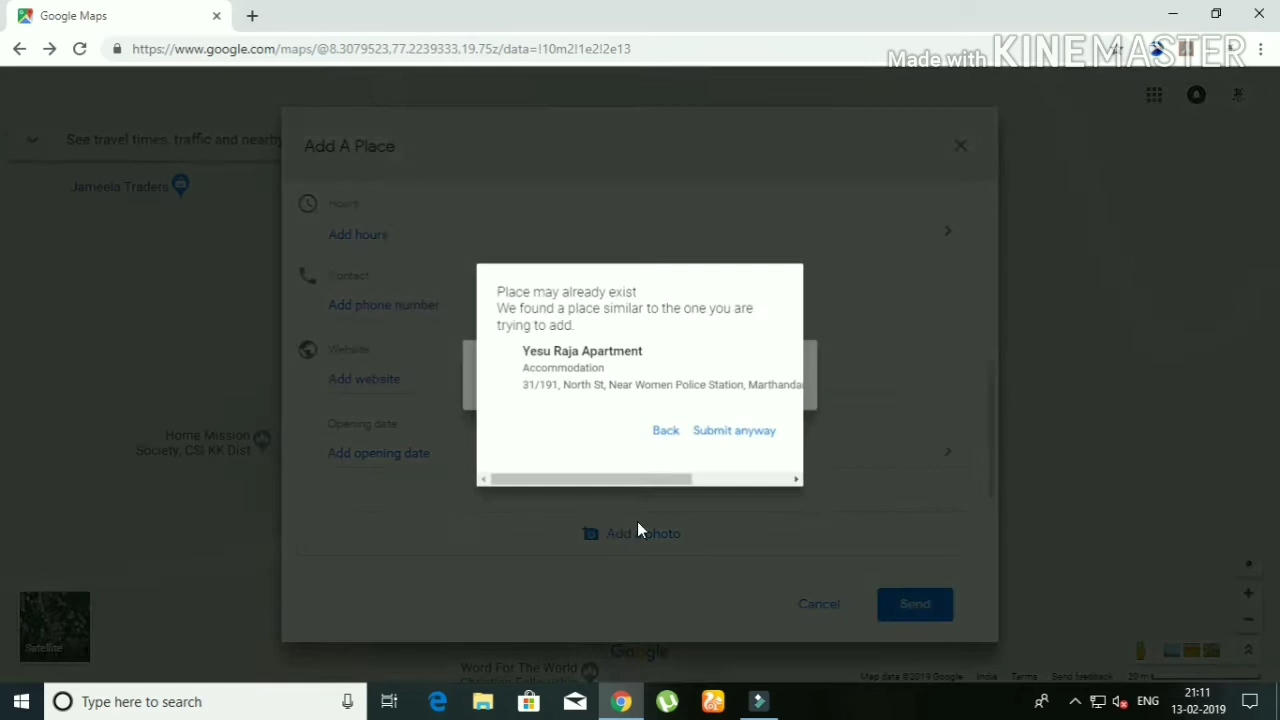 Google Maps
https://www.google.com/maps/@8.3079523,77.2239333,19.75z/data=!10m2!1e2!2e13
Made with KINEMASTER
See travel times, traffic and nearby
Add A Place
Jameela Traders
Hours
Add hours
Contact
Add phone number
Place may already exist
We found a place similar to the one you are
trying to add.
Yesu Raja Apartment
Accommodation
31/191, North St, Near Women Police Station, Marthandam
Back Submit anyway
Website
Add website
Opening date
Add opening date
Home Mission
Society, CSI KK Dist
Add a photo
Cancel
Send
Satellite
Google
Word For The World
Christian Fellowship
Map data ©2019 Google India Terms Send feedback 20 m
Type here to search
ENG
21:11
13-02-2019